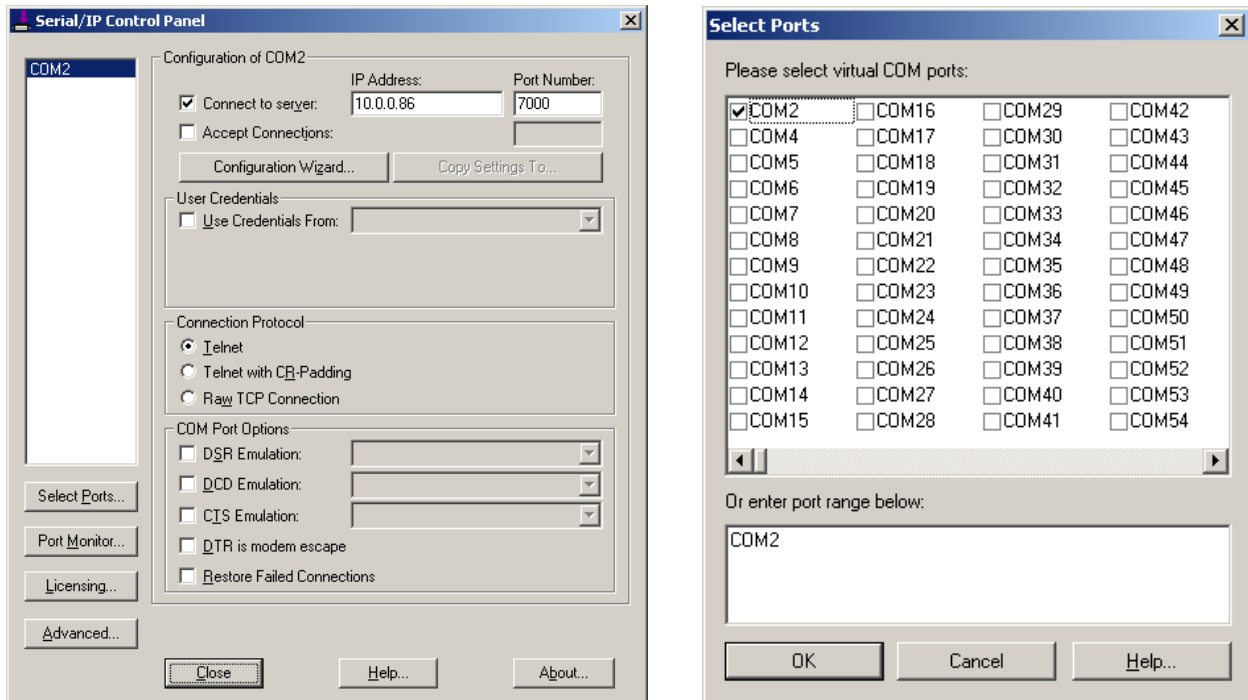 Serial/IP Control Panel
COM2
Configuration of COM2
IP Address: Port Number:
Connect to server: 10.0.0.86 7000
Accept Connections:
Configuration Wizard... Copy Settings To...
User Credentials
Use Credentials From:
Connection Protocol
Telnet
Telnet with CR-Padding
Raw TCP Connection
COM Port Options
DSR Emulation:
DCD Emulation:
CTS Emulation:
DTR is modem escape
Restore Failed Connections
Select Ports...
Port Monitor...
Licensing...
Advanced...
Close Help... About...
Select Ports
Please select virtual COM ports:
COM2 COM16 COM29 COM42
COM4 COM17 COM30 COM43
COM5 COM18 COM31 COM44
COM6 COM19 COM32 COM45
COM7 COM20 COM33 COM46
COM8 COM21 COM34 COM47
COM9 COM22 COM35 COM48
COM10 COM23 COM36 COM49
COM11 COM24 COM37 COM50
COM12 COM25 COM38 COM51
COM13 COM26 COM39 COM52
COM14 COM27 COM40 COM53
COM15 COM28 COM41 COM54
Or enter port range below:
COM2
OK Cancel Help...